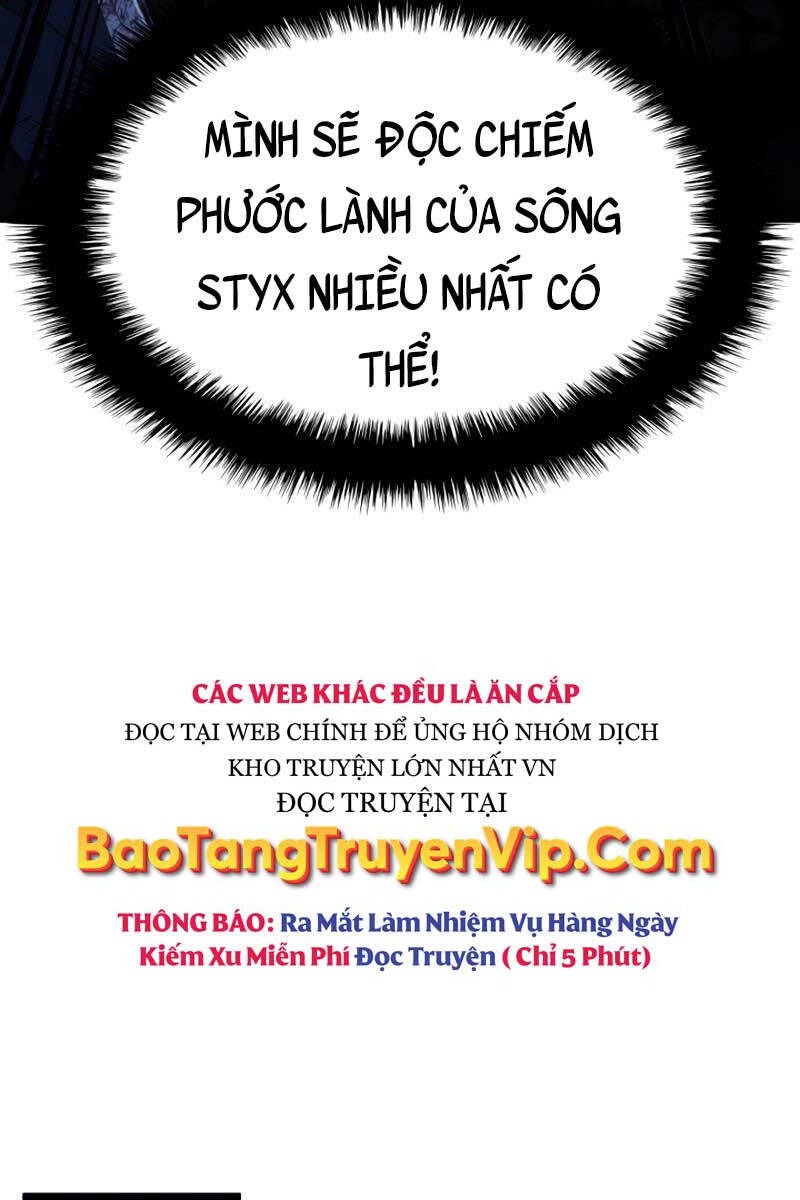 MÌNH SẼ ĐỘC CHIẾM
PHƯỚC LÀNH CỦA SÔNG
STYX NHIỀU NHẤT CÓ
THỂ!
CÁC WEB KHÁC ĐỀU LÀ ĂN CẮP
ĐỌC TẠI WEB CHÍNH ĐỂ ỦNG HỘ NHÓM DỊCH
KHO TRUYỆN LỚN NHẤT VN
ĐỌC TRUYỆN TẠI
BaoTangTruyenVip.Com
THÔNG BÁO: Ra Mắt Làm Nhiệm Vụ Hàng Ngày
Kiếm Xu Miễn Phí Đọc Truyện ( Chỉ 5 Phút)